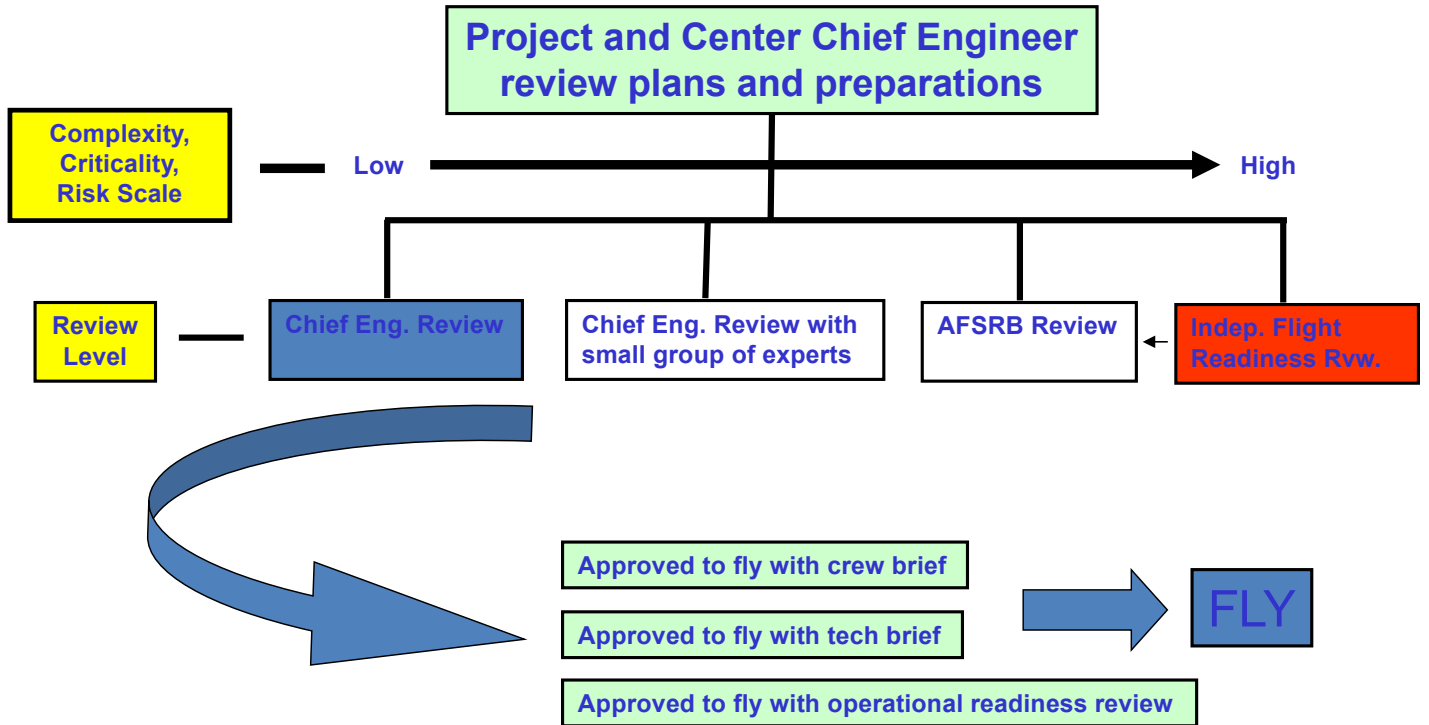 Project and Center Chief Engineer
review plans and preparations
Complexity,
Criticality,
Risk Scale
Low
High
Review
Level
Chief Eng. Review
Chief Eng. Review with
small group of experts
AFSRB Review
Indep. Flight
Readiness Rvw.
Approved to fly with crew brief
Approved to fly with tech brief
Approved to fly with operational readiness review
FLY